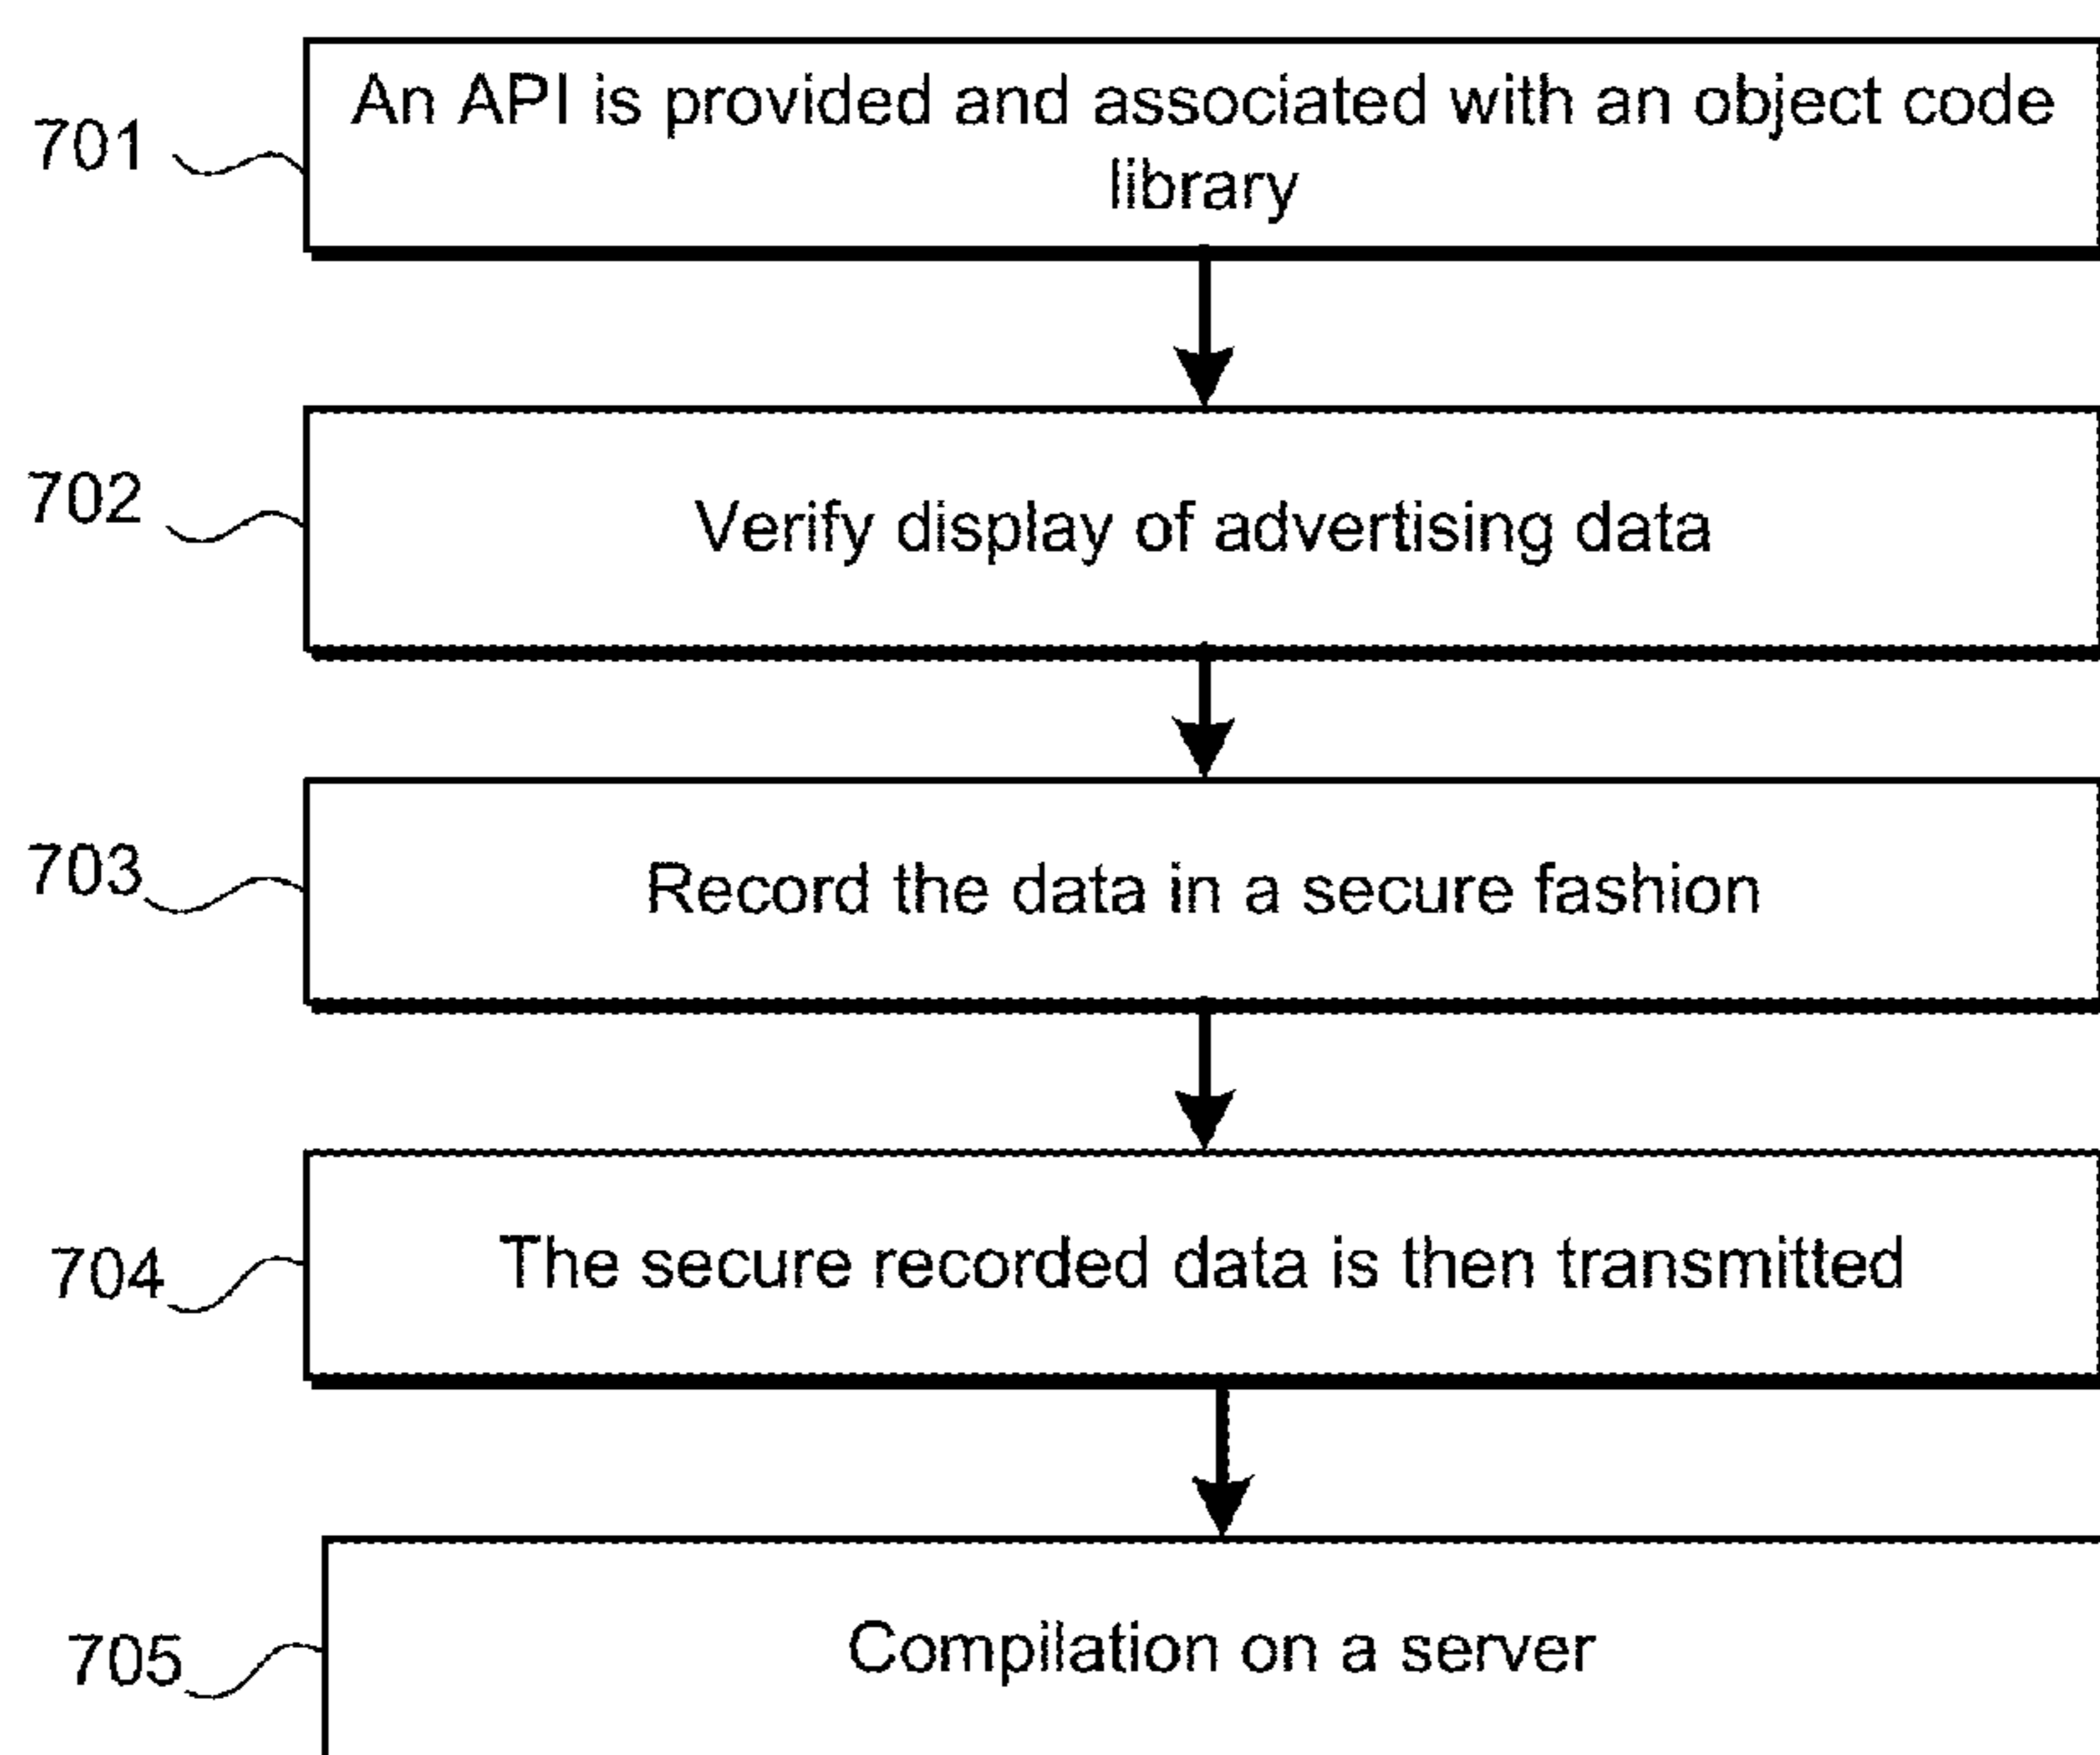 701
An API is provided and associated with an object code
library
702
Verify display of advertising data
703
Record the data in a secure fashion
704
The secure recorded data is then transmitted
705
Compilation on a server